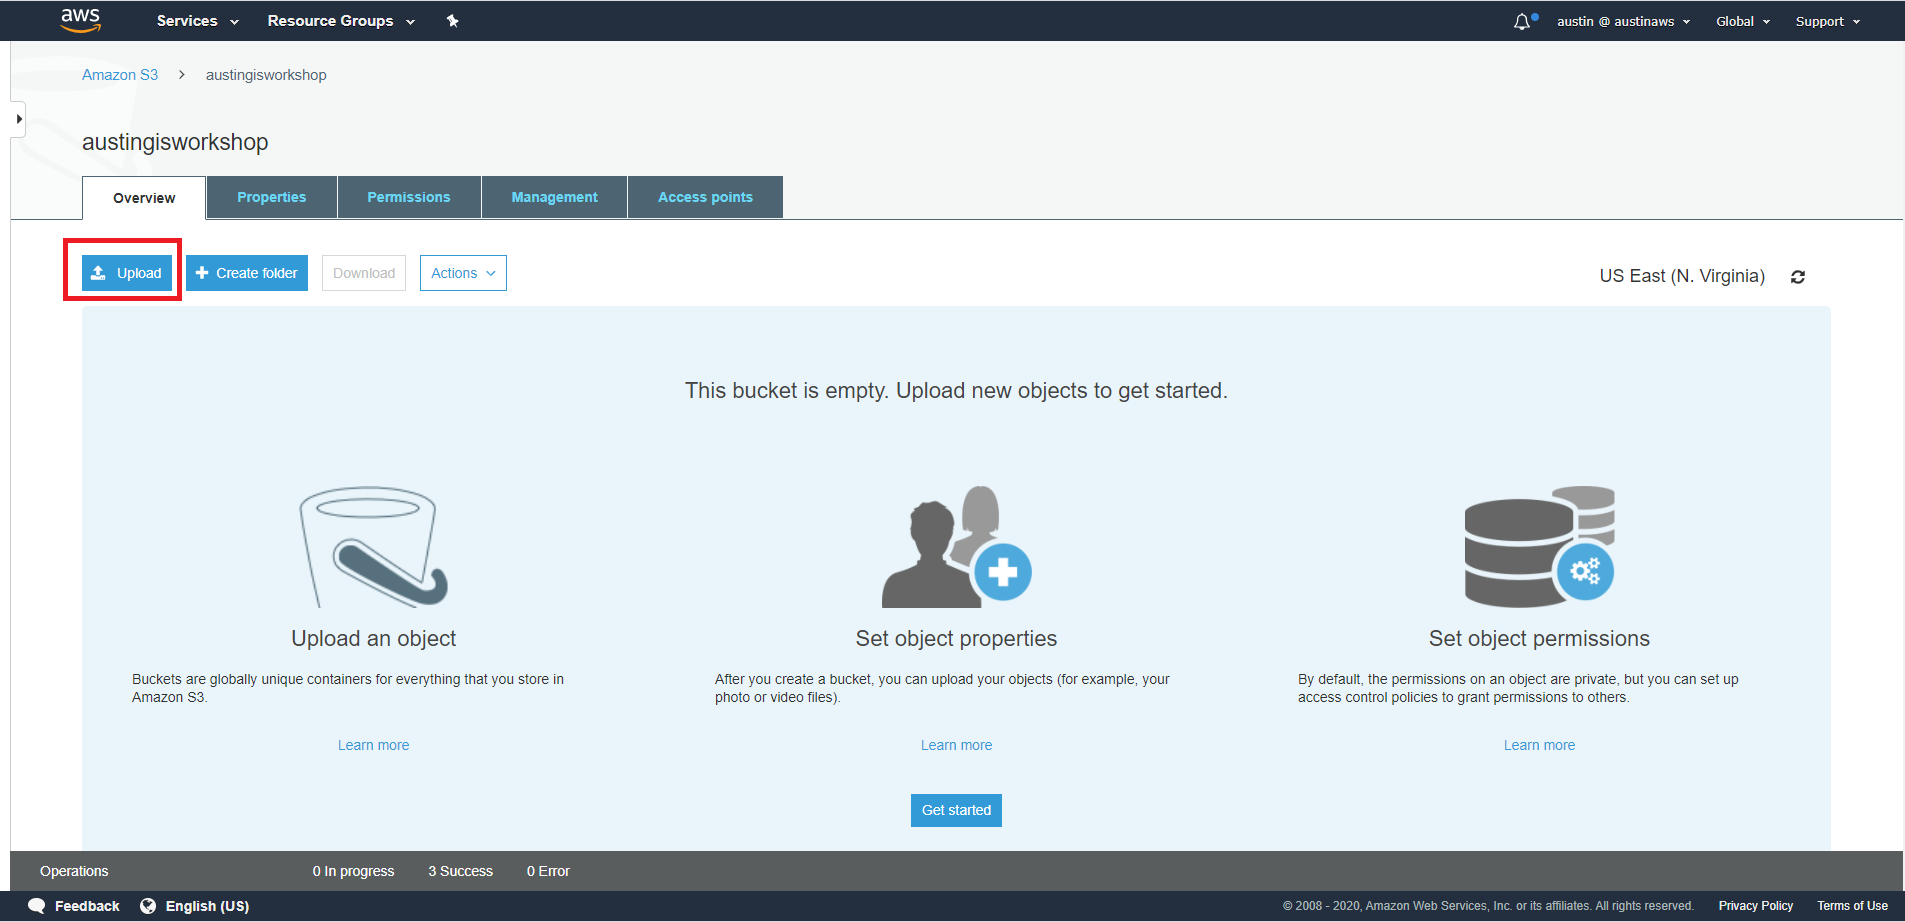 aws Services Resource Groups austin @ austinaws Global Support
Amazon S3 > austingisworkshop
austingisworkshop
Overview Properties Permissions Management Access points
Upload Create folder Download Actions US East (N. Virginia)
This bucket is empty. Upload new objects to get started.
Upload an object
Buckets are globally unique containers for everything that you store in
Amazon S3.
Learn more
Set object properties
After you create a bucket, you can upload your objects (for example, your
photo or video files).
Learn more
Set object permissions
By default, the permissions on an object are private, but you can set up
access control policies to grant permissions to others.
Learn more
Get started
Operations 0 In progress 3 Success 0 Error
Feedback English (US) © 2008 - 2020, Amazon Web Services, Inc. or its affiliates. All rights reserved. Privacy Policy Terms of Use